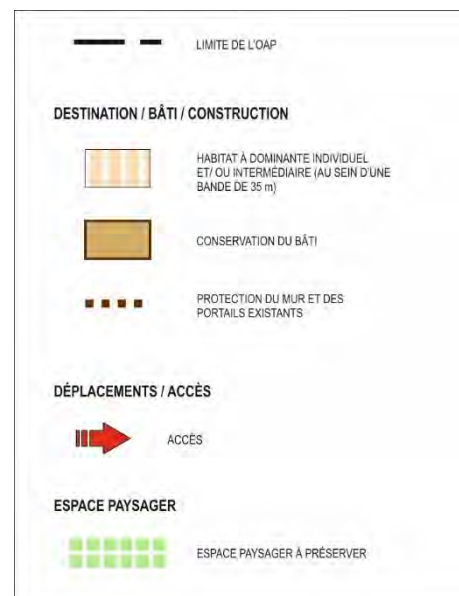 LIMITE DE L'OAP
DESTINATION / BÂTI / CONSTRUCTION
HABITAT À DOMINANTE INDIVIDUEL
ET/ OU INTERMÉDIAIRE (AU SEIN D'UNE
BANDE DE 35 m)
CONSERVATION DU BÂTI
PROTECTION DU MUR ET DES
PORTAILS EXISTANTS
DÉPLACEMENTS / ACCÈS
ACCÈS
ESPACE PAYSAGER
ESPACE PAYSAGER À PRÉSERVER